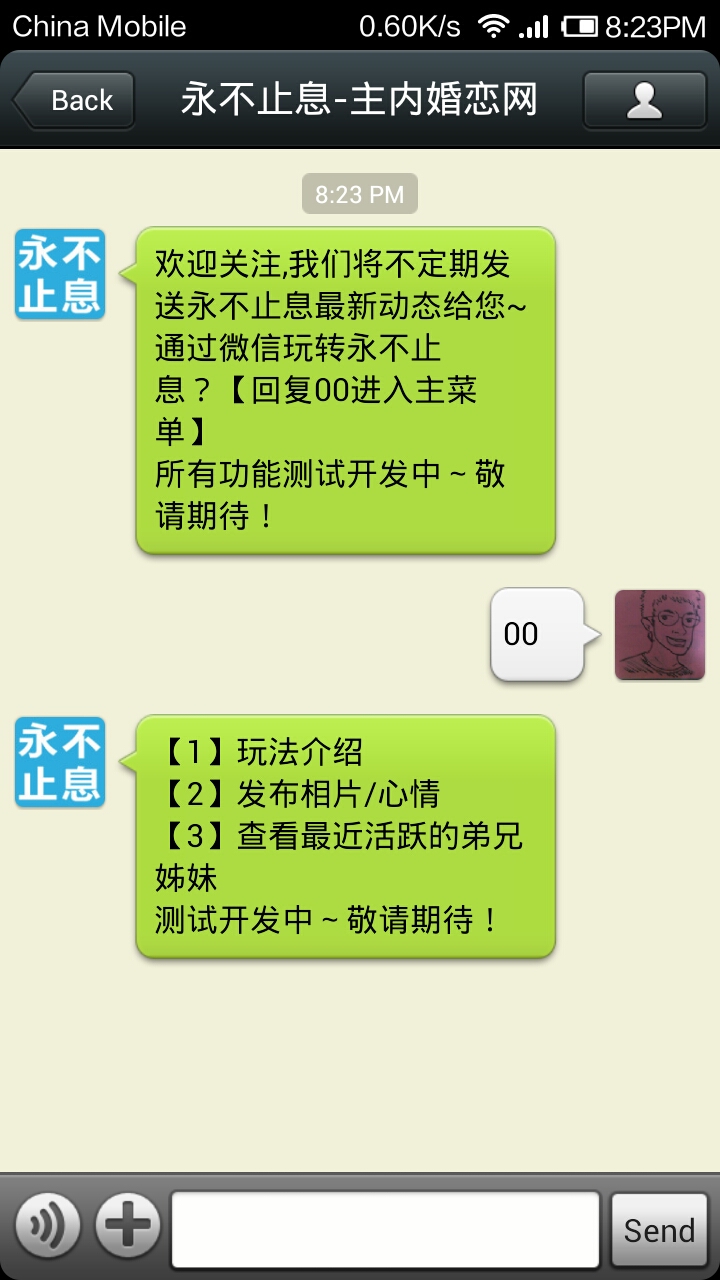 China Mobile 0.60K/s 8:23PM
Back 永不止息-主内婚恋网
8:23 PM
永不
止息
欢迎关注,我们将不定期发
送永不止息最新动态给您~
通过微信玩转永不止
息？【回复00进入主菜
单】
所有功能测试开发中～敬
请期待！
00
永不
止息
【1】玩法介绍
【2】发布相片/心情
【3】查看最近活跃的弟兄
姊妹
测试开发中～敬请期待！
Send